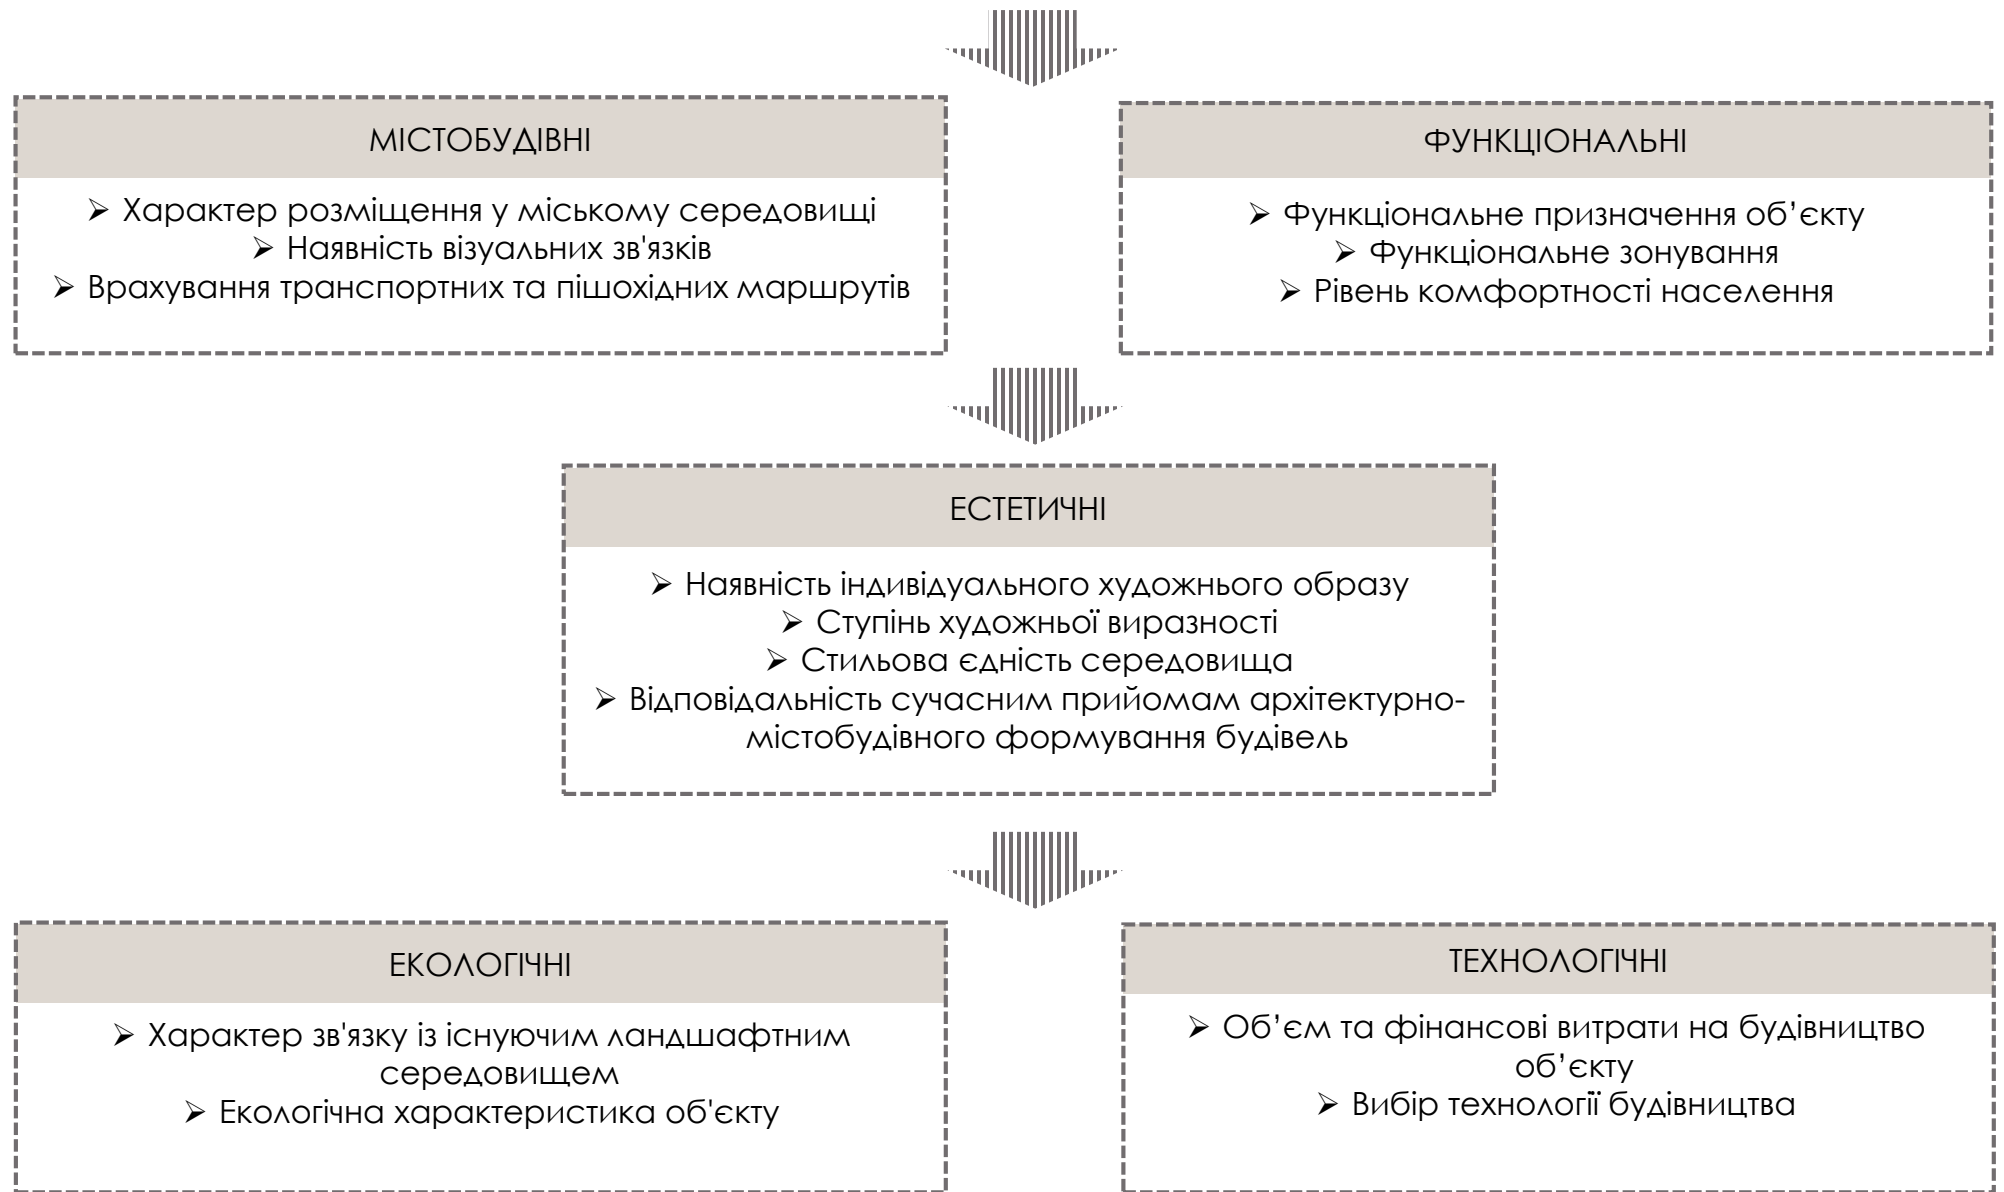 МІСТОБУДІВНІ
➢ Характер розміщення у міському середовищі
➢ Наявність візуальних зв'язків
➢ Врахування транспортних та пішохідних маршрутів
ФУНКЦІОНАЛЬНІ
➢ Функціональне призначення об’єкту
➢ Функціональне зонування
➢ Рівень комфортності населення
ЕСТЕТИЧНІ
➢ Наявність індивідуального художнього образу
➢ Ступінь художньої виразності
➢ Стильова єдність середовища
➢ Відповідальність сучасним прийомам архітектурно-
містобудівного формування будівель
ЕКОЛОГІЧНІ
➢ Характер зв'язку із існуючим ландшафтним
середовищем
➢ Екологічна характеристика об'єкту
ТЕХНОЛОГІЧНІ
➢ Об’єм та фінансові витрати на будівництво
об’єкту
➢ Вибір технології будівництва